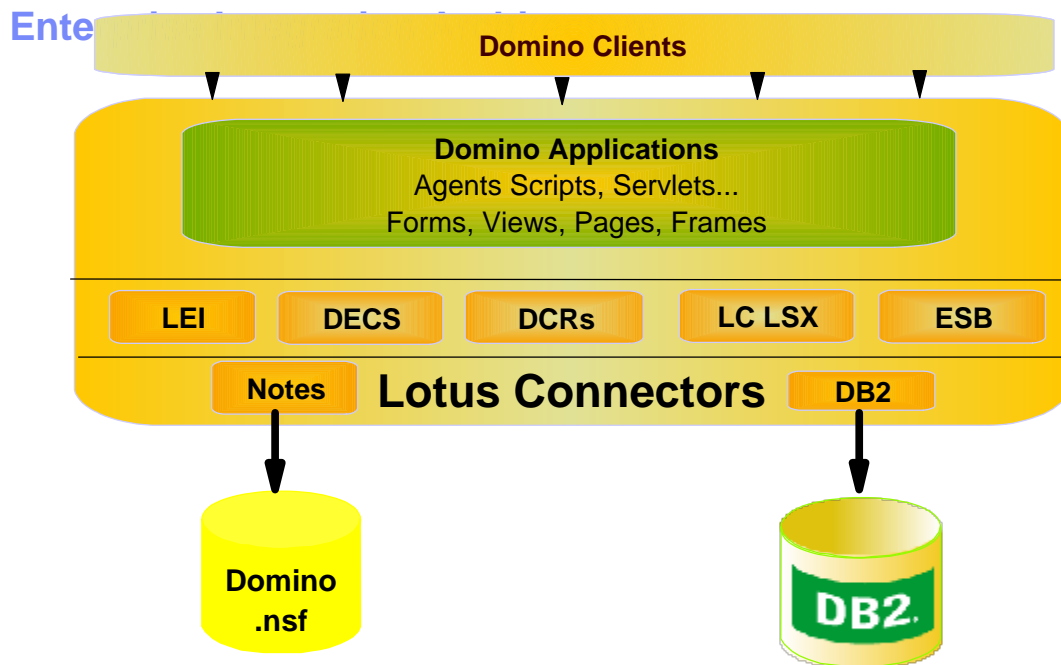 Domino Clients
Domino Applications
Agents Scripts, Servlets...
Forms, Views, Pages, Frames
LEI DECS DCRs LC LSX ESB
Notes Lotus Connectors DB2
Domino
.nsf
DB2.